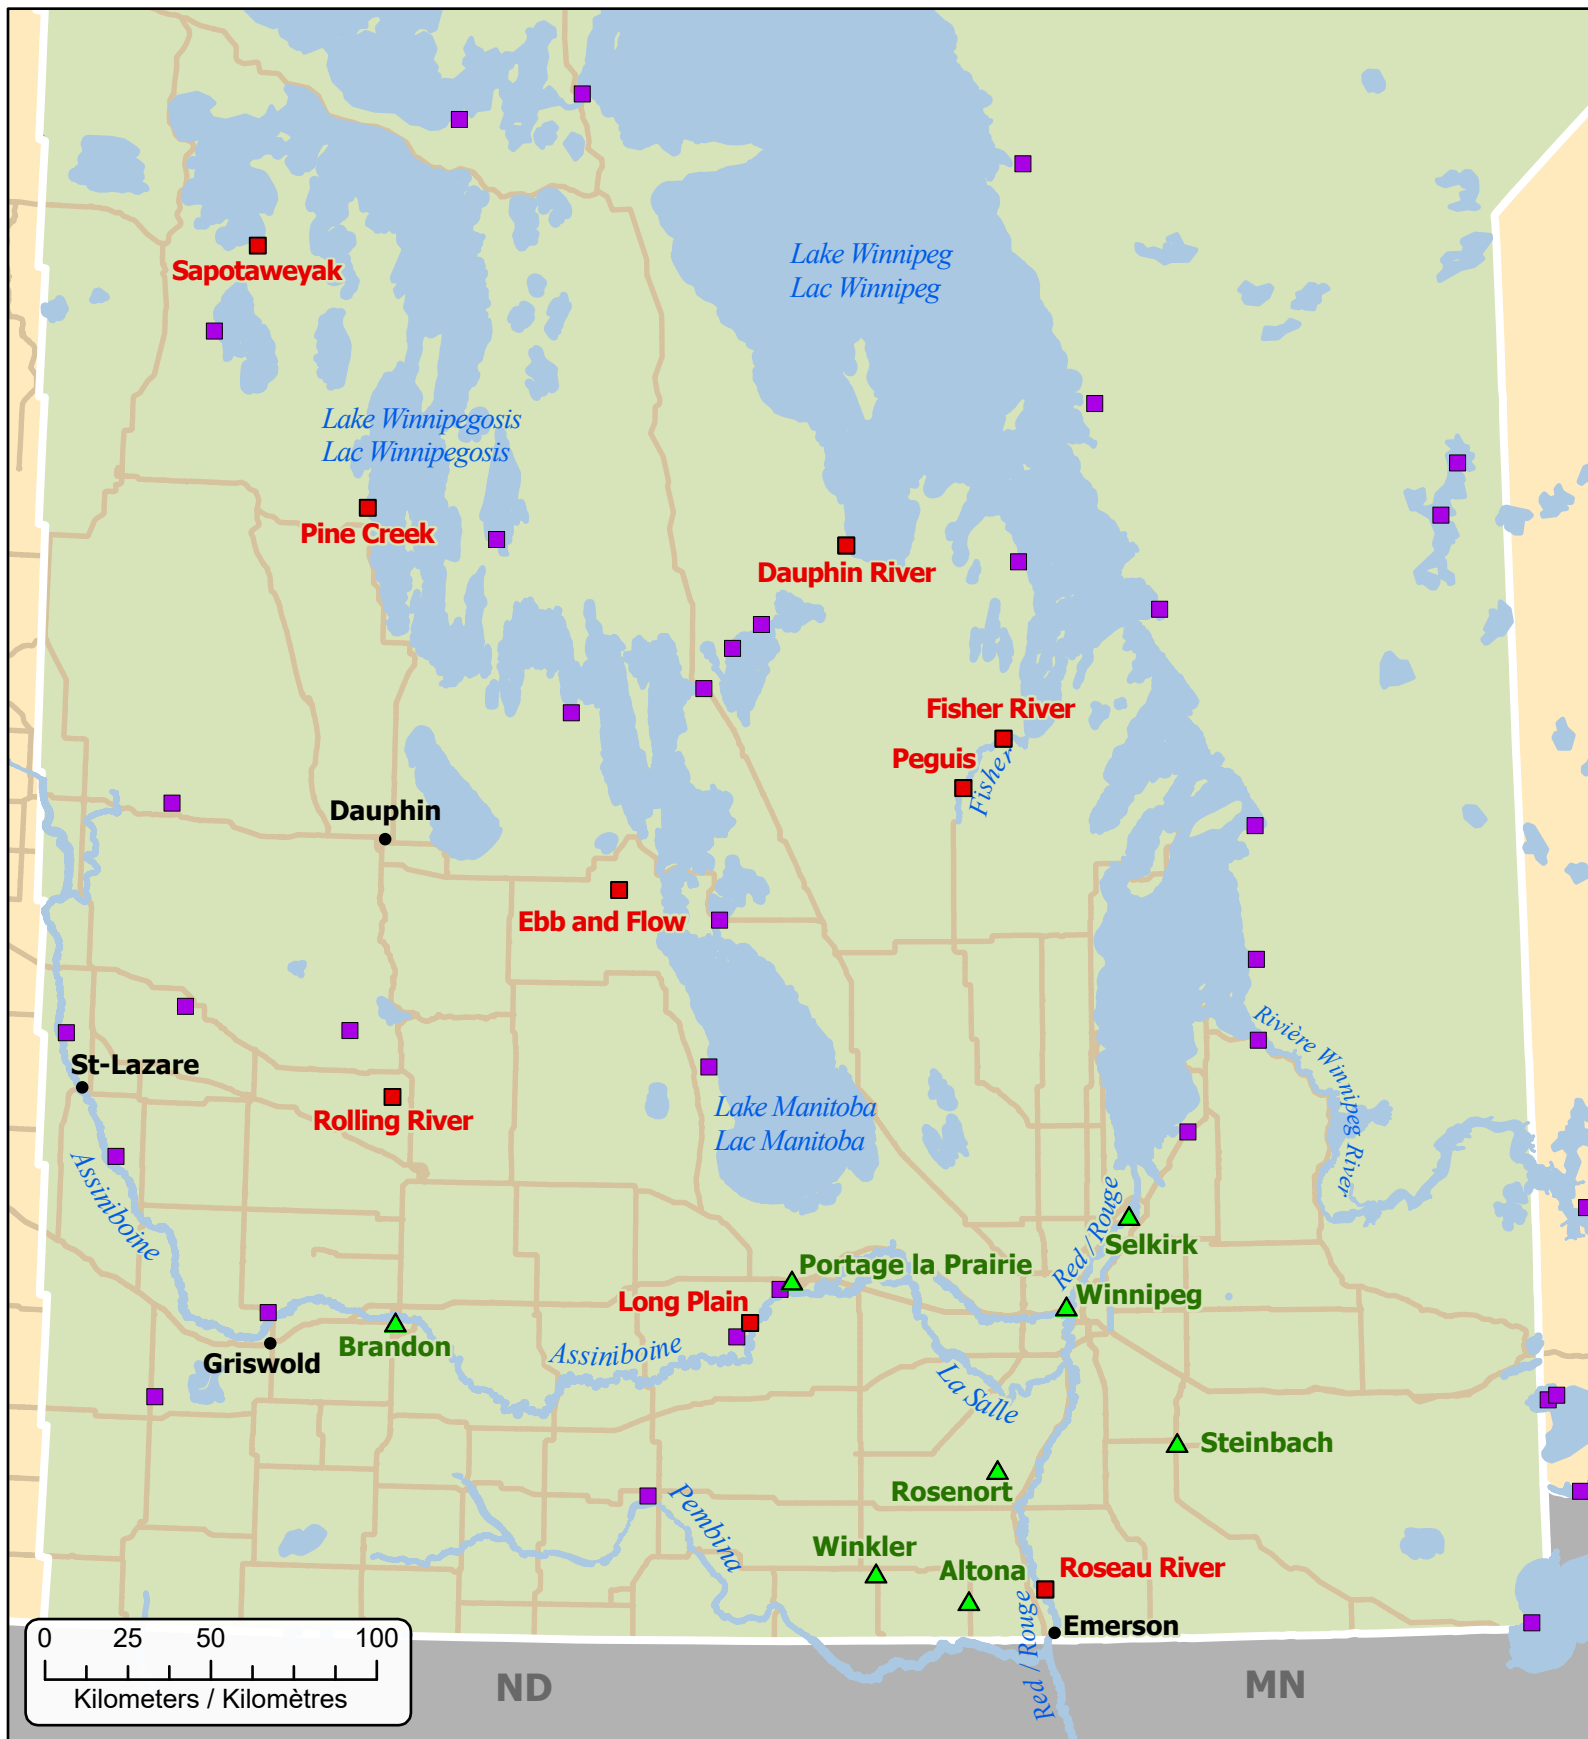 Lake Winnipeg
Lac Winnipeg
Sapotaweyak
Lake Winnipegosis
Lac Winnipegosis
Pine Creek
Dauphin River
Fisher River
Peguis
Fisher
Dauphin
Ebb and Flow
Rivière Winnipeg River
St-Lazare
Rolling River
Lake Manitoba
Lac Manitoba
Assiniboine
Red / Rouge
Selkirk
Portage la Prairie
Winnipeg
Long Plain
Brandon
Assiniboine
Griswold
La Salle
Steinbach
Rosenort
Pembina
Winkler
Altona
Roseau River
Red / Rouge
Emerson
0 25 50 100
Kilometers / Kilomètres
ND
MN